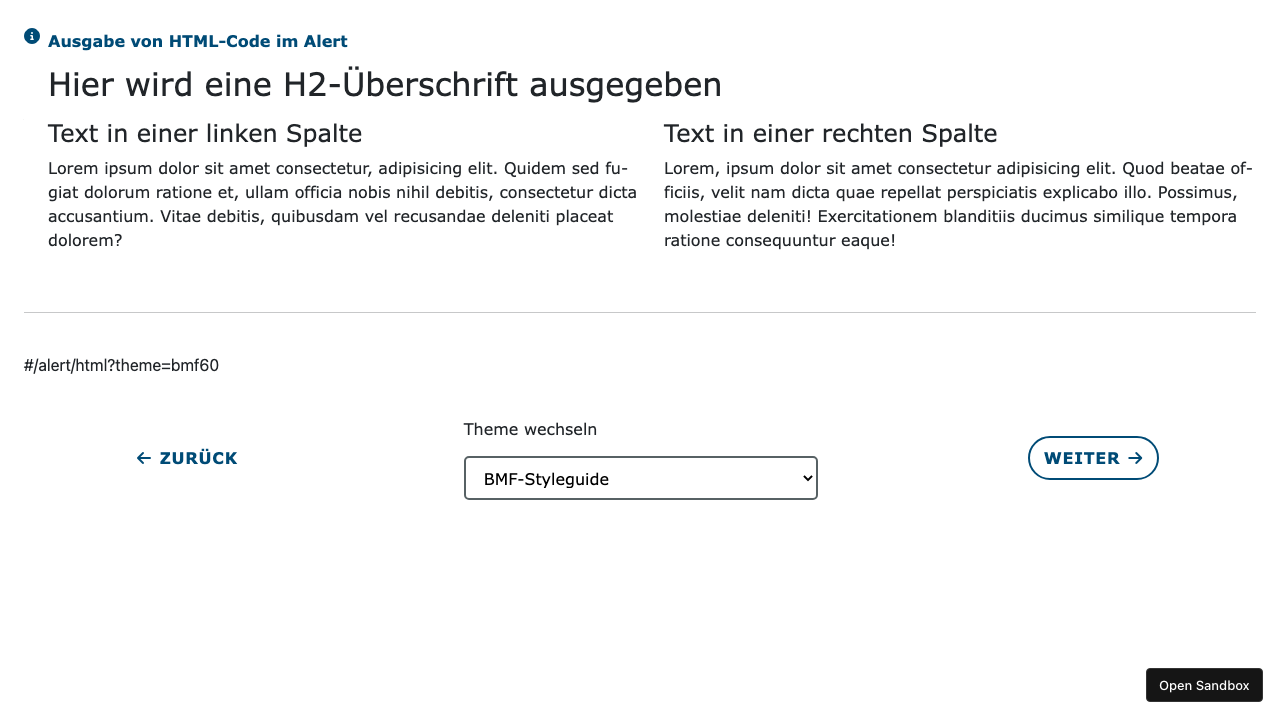 Ausgabe von HTML-Code im Alert
Hier wird eine H2-Überschrift ausgegeben
Text in einer linken Spalte
Lorem ipsum dolor sit amet consectetur, adipisicing elit. Quidem sed fu-
giat dolorum ratione et, ullam officia nobis nihil debitis, consectetur dicta
accusantium. Vitae debitis, quibusdam vel recusandae deleniti placeat
dolorem?
Text in einer rechten Spalte
Lorem, ipsum dolor sit amet consectetur adipisicing elit. Quod beatae of-
ficiis, velit nam dicta quae repellat perspiciatis explicabo illo. Possimus,
molestiae deleniti! Exercitationem blanditiis ducimus similique tempora
ratione consequuntur eaque!
#/alert/html?theme=bmf60
← ZURÜCK
Theme wechseln
BMF-Styleguide
WEITER →
Open Sandbox